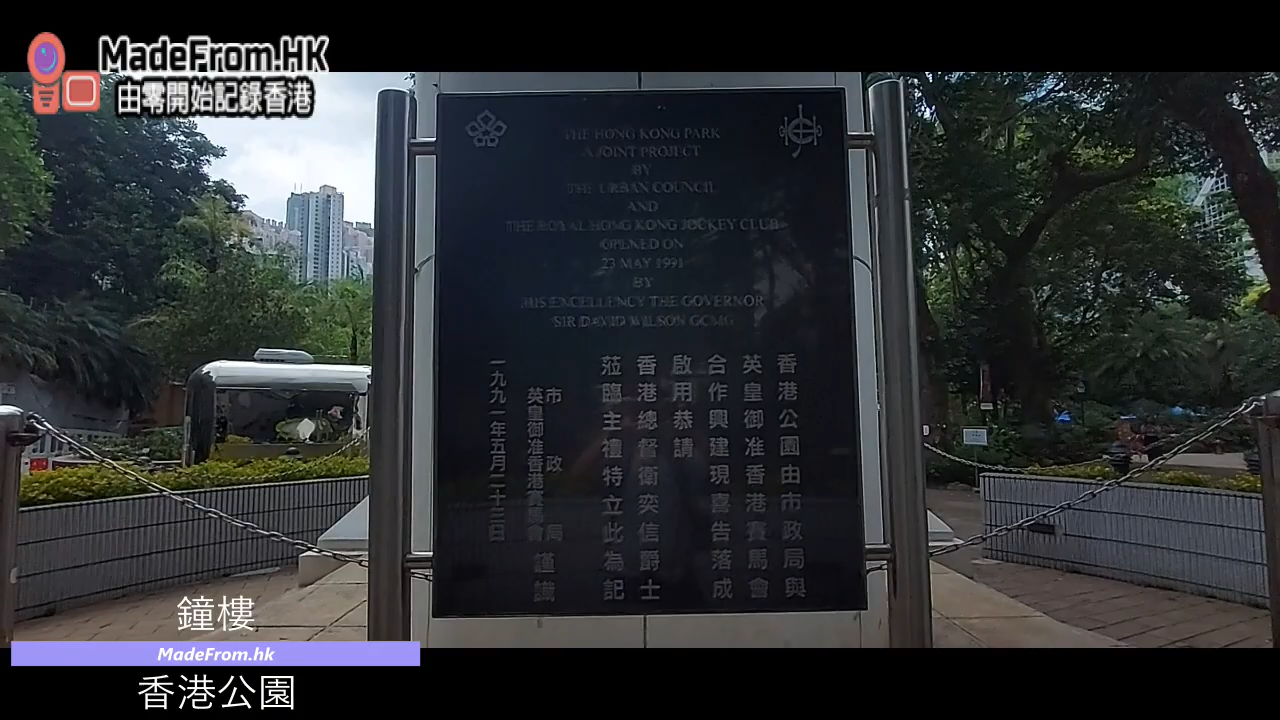 MadeFrom.HK
由零開始記錄香港
THE HONG KONG PARK
A JOINT PROJECT
BY
THE URBAN COUNCIL
AND
THE ROYAL HONG KONG JOCKEY CLUB
OPENED ON
23 MAY 1991
BY
HIS EXCELLENCY THE GOVERNOR
SIR DAVID WILSON GCMG
香港公園由市政局與
英皇御准香港賽馬會
合作興建現喜告落成
啟用恭請
香港總督衛奕信爵士
蒞臨主禮特立此為記
市政局
英皇御准香港賽馬會
謹識
一九九一年五月二十三日
鐘樓
MadeFrom.hk
香港公園